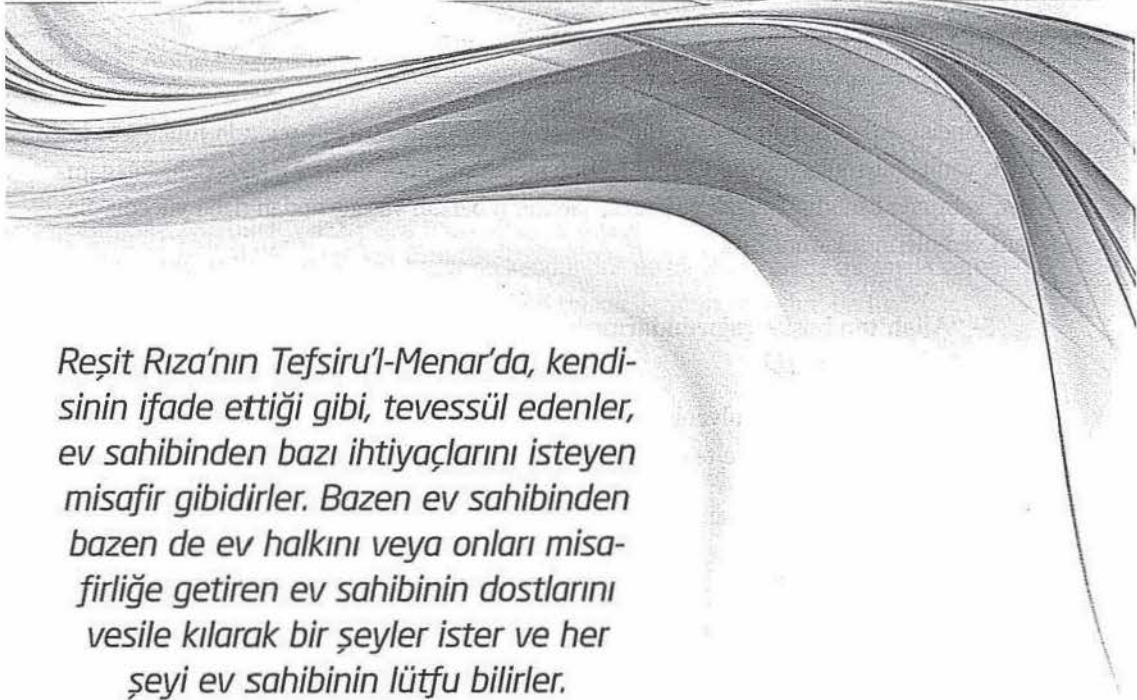 Reşit Rıza'nın Tefsiru'l-Menar'da, kendi-
sinin ifade ettiği gibi, tevessül edenler,
ev sahibinden bazı ihtiyaçlarını isteyen
misafir gibidirler. Bazen ev sahibinden
bazen de ev halkını veya onları misa-
firliğe getiren ev sahibinin dostlarını
vesile kılarak bir şeyler ister ve her
şeyi ev sahibinin lütfu bilirler.